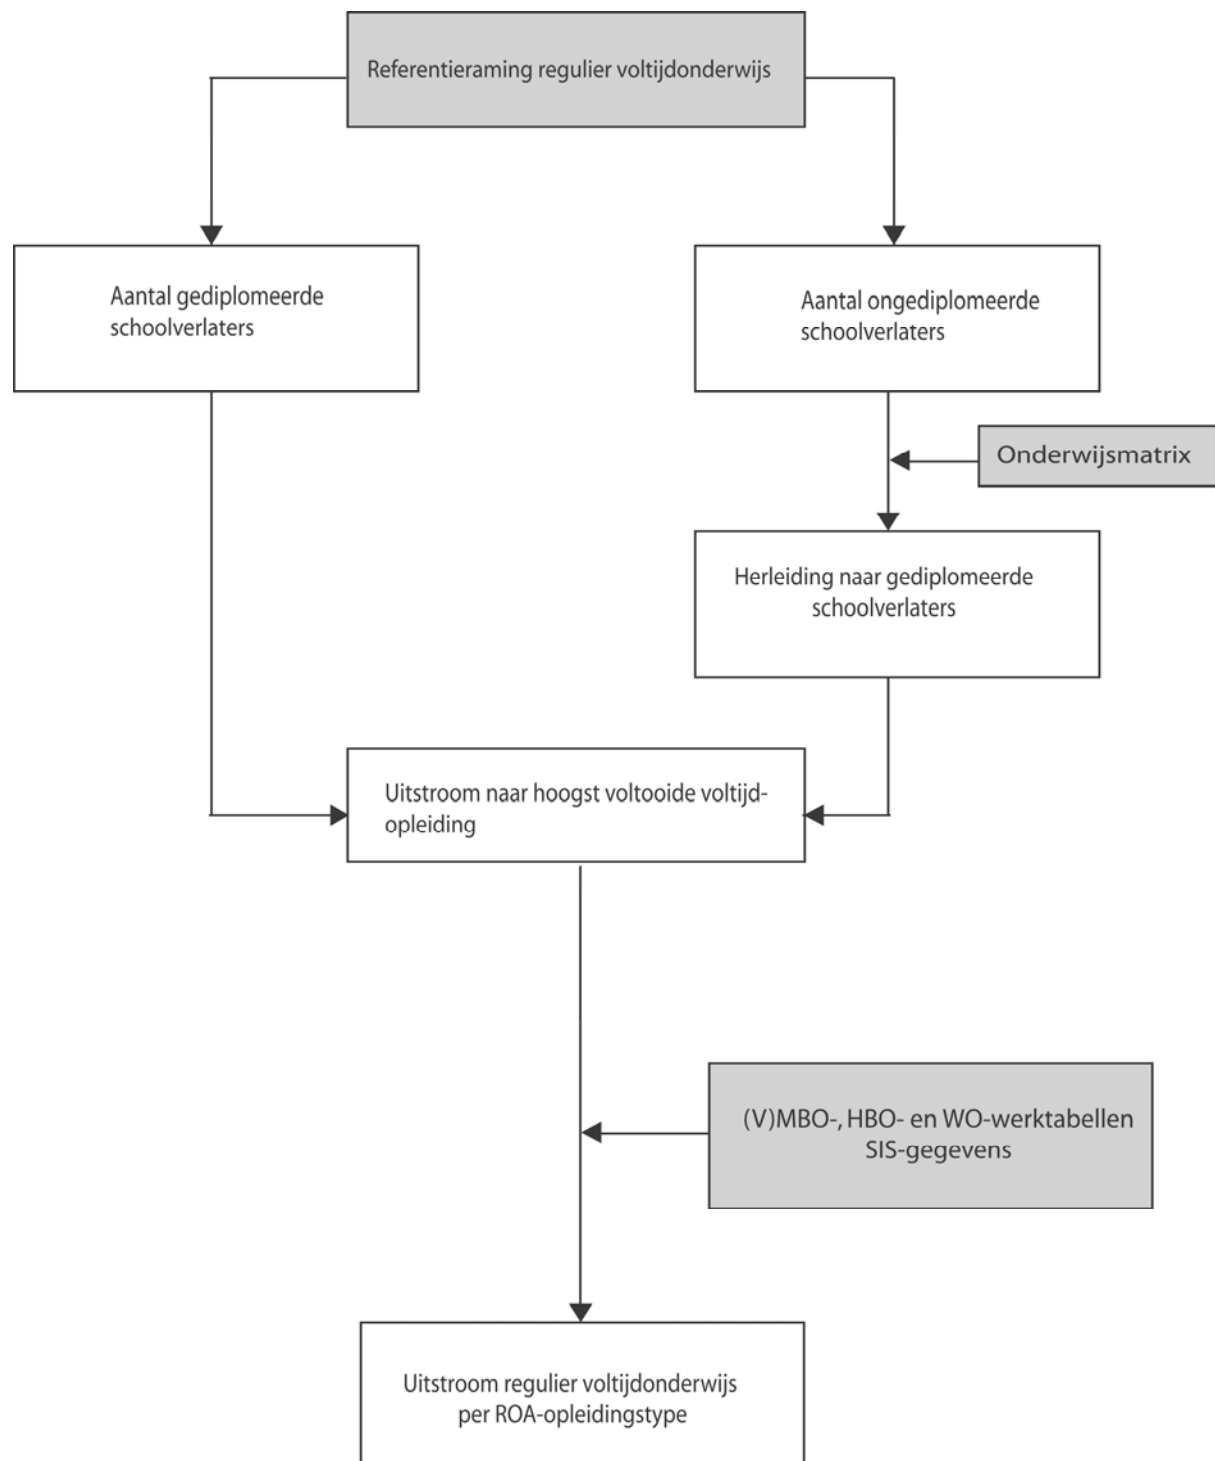 Referentieraming regulier voltijdonderwijs
Aantal gediplomeerde
schoolverlaters
Aantal ongediplomeerde
schoolverlaters
Onderwijsmatrix
Herleiding naar gediplomeerde
schoolverlaters
Uitstroom naar hoogst voltooide voltijd-
opleiding
(V)MBO-, HBO- en WO-werktabellen
SIS-gegevens
Uitstroom regulier voltijdonderwijs
per ROA-opleidingstype